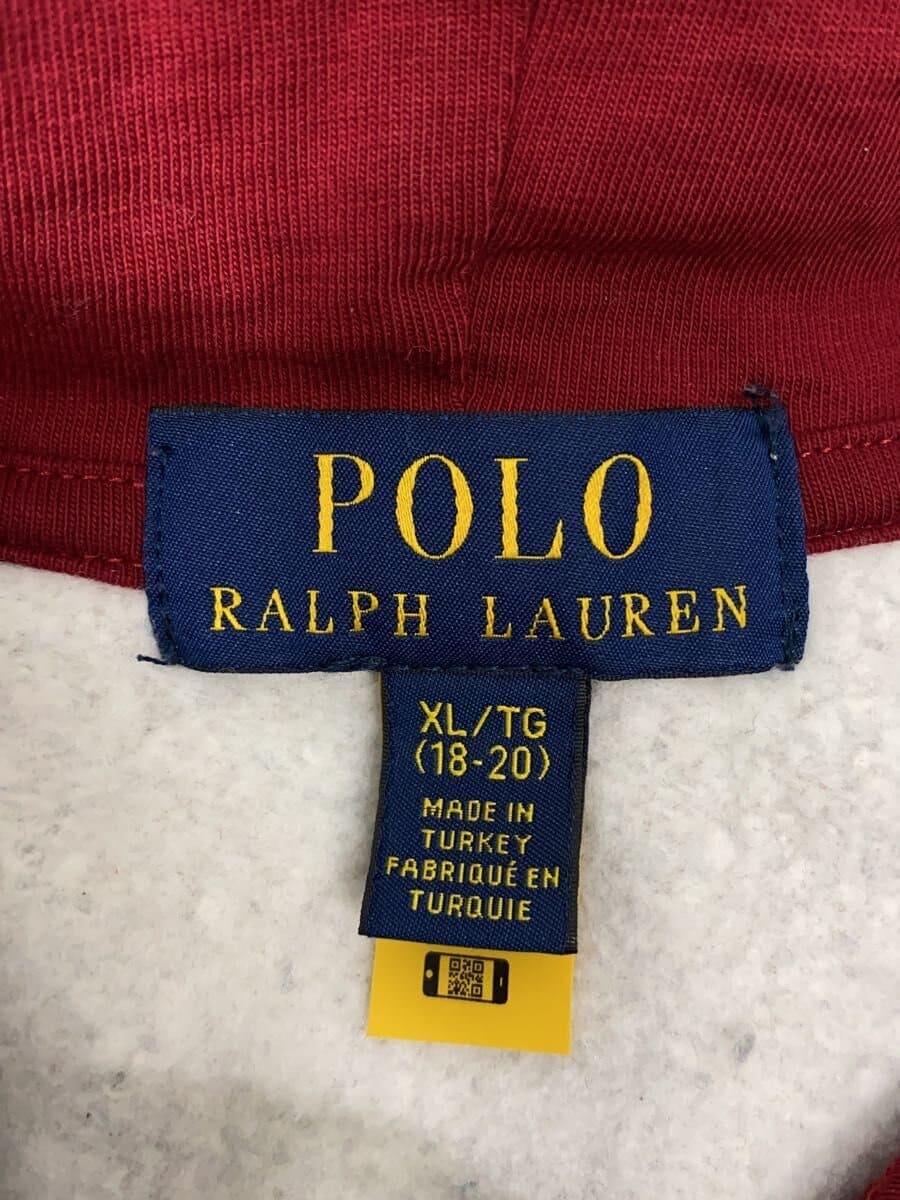 POLO
RALPH LAUREN
XL/TG
(18-20)
MADE IN
TURKEY
FABRIQUÉ EN
TURQUIE